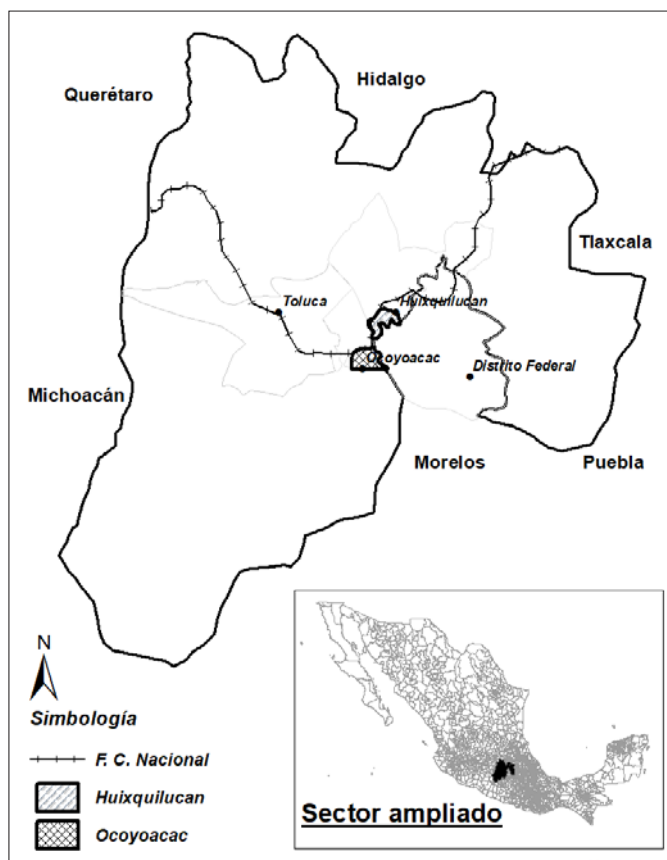 Hidalgo
Querétaro
Tlaxcala
Toluca
Huixquilucan
Ocoyoacac
Distrito Federal
Michoacán
Morelos
Puebla
N
Simbología
F. C. Nacional
Huixquilucan
Ocoyoacac
Sector ampliado